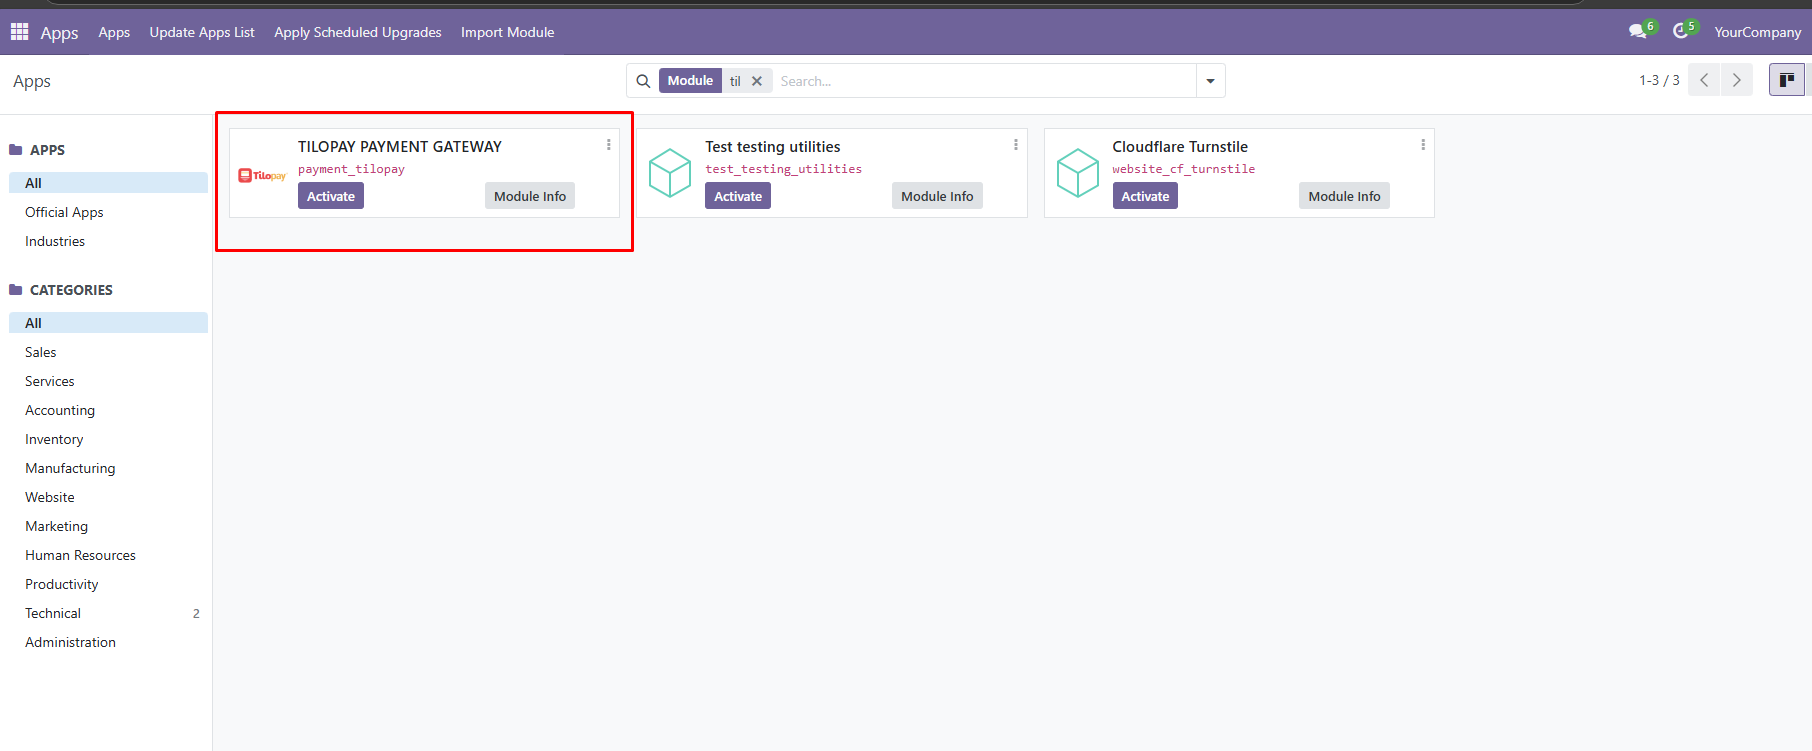 Apps Apps Update Apps List Apply Scheduled Upgrades Import Module 6 5 YourCompany
Apps Module til Search... 1-3 / 3
APPS
All
Official Apps
Industries
CATEGORIES
All
Sales
Services
Accounting
Inventory
Manufacturing
Website
Marketing
Human Resources
Productivity
Technical 2
Administration
Tilopay
TILOPAY PAYMENT GATEWAY
payment_tilopay
Activate Module Info
Test testing utilities
test_testing_utilities
Activate Module Info
Cloudflare Turnstile
website_cf_turnstile
Activate Module Info